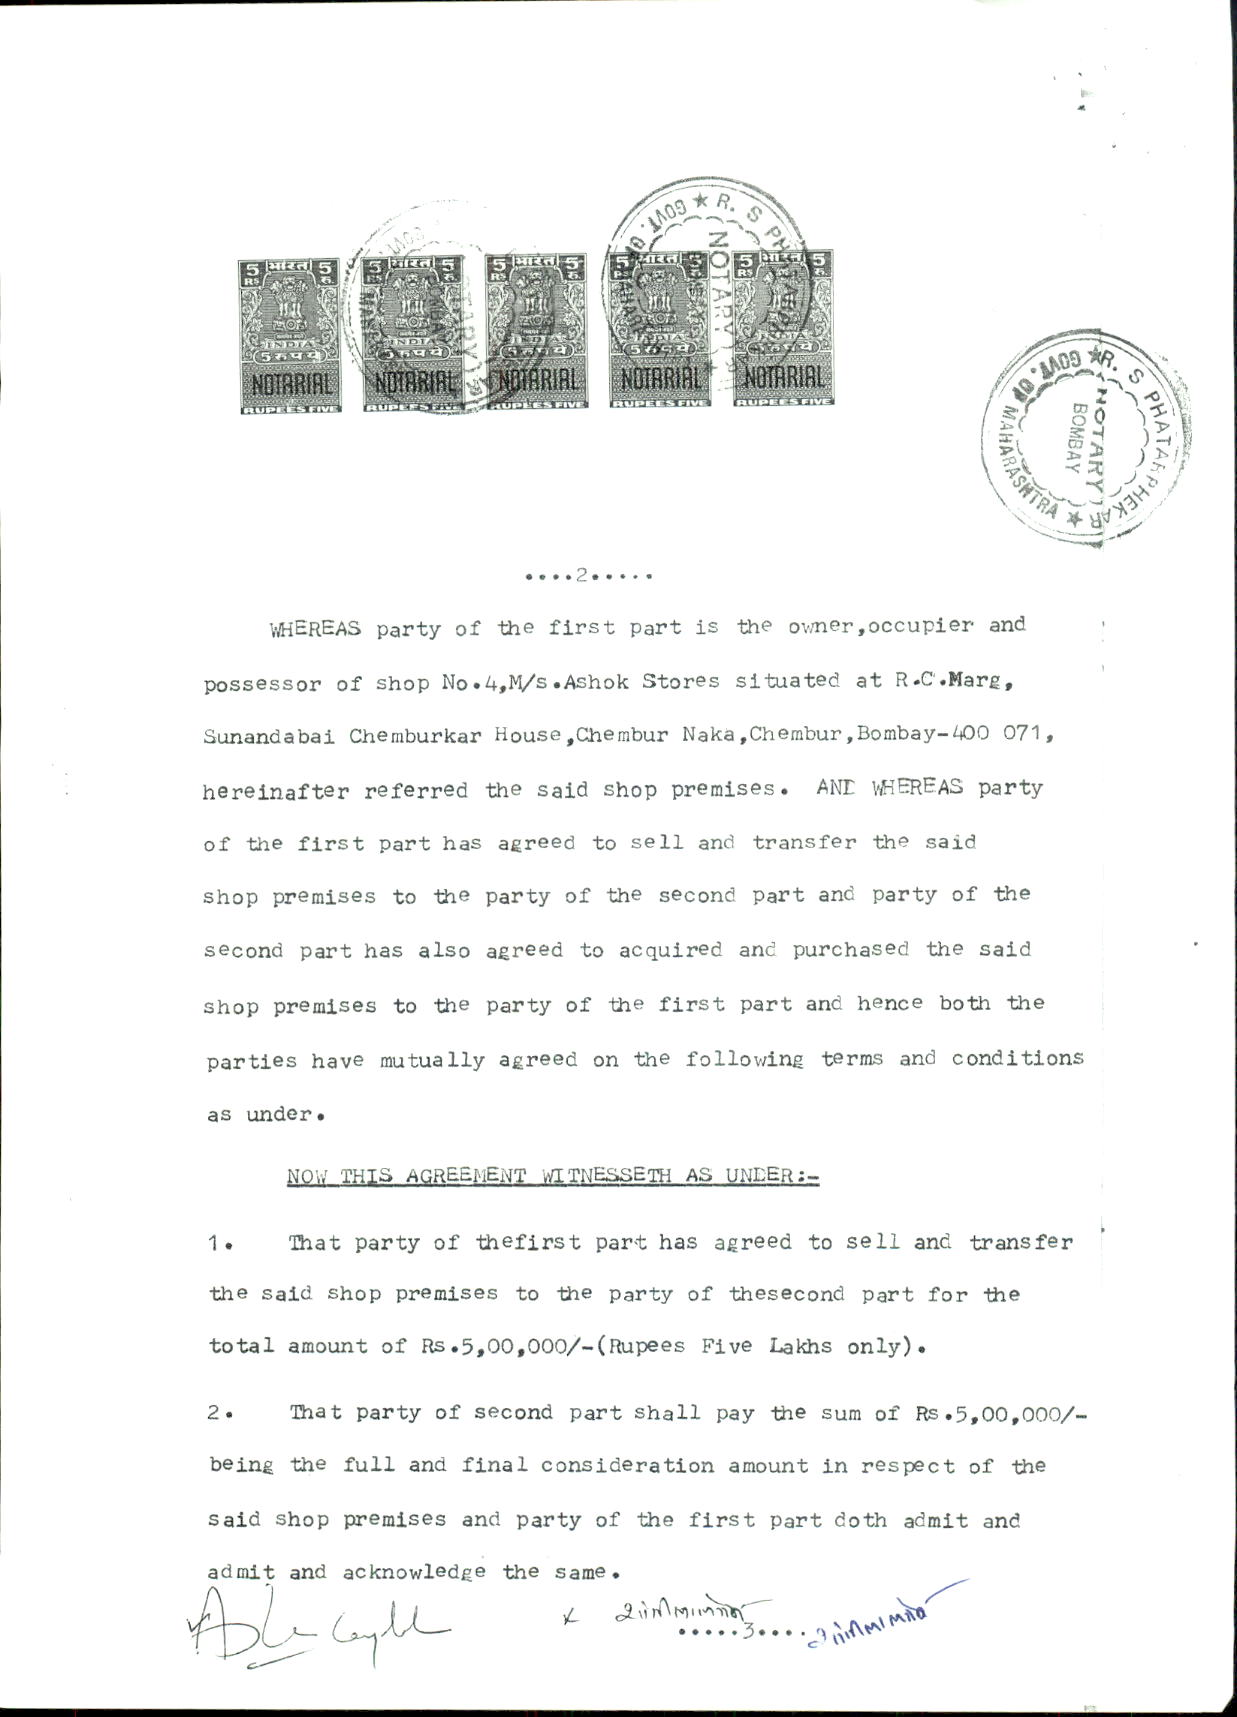 5 भारत 5
Rs रु.
INDIA
5 रुपये
NOTARIAL
RUPEES FIVE
5 भारत 5
INDIA
5 रुपये
NOTARIAL
RUPEES FIVE
5 भारत 5
INDIA
5 रुपये
NOTARIAL
RUPEES FIVE
5 भारत 5
INDIA
5 रुपये
NOTARIAL
RUPEES FIVE
5 भारत 5
INDIA
5 रुपये
NOTARIAL
RUPEES FIVE
GOVT. OF ★ R. S PHATARPHEKAR ★ MAHARASHTRA
NOTARY
BOMBAY
....2.....
WHEREAS party of the first part is the owner,occupier and
possessor of shop No.4,M/s.Ashok Stores situated at R.C.Marg,
Sunandabai Chemburkar House,Chembur Naka,Chembur,Bombay-400 071,
hereinafter referred the said shop premises. AND WHEREAS party
of the first part has agreed to sell and transfer the said
shop premises to the party of the second part and party of the
second part has also agreed to acquired and purchased the said
shop premises to the party of the first part and hence both the
parties have mutually agreed on the following terms and conditions
as under.
NOW THIS AGREEMENT WITNESSETH AS UNDER:-
1. That party of thefirst part has agreed to sell and transfer
the said shop premises to the party of thesecond part for the
total amount of Rs.5,00,000/-(Rupees Five Lakhs only).
2. That party of second part shall pay the sum of Rs.5,00,000/-
being the full and final consideration amount in respect of the
said shop premises and party of the first part doth admit and
admit and acknowledge the same.
.....3....